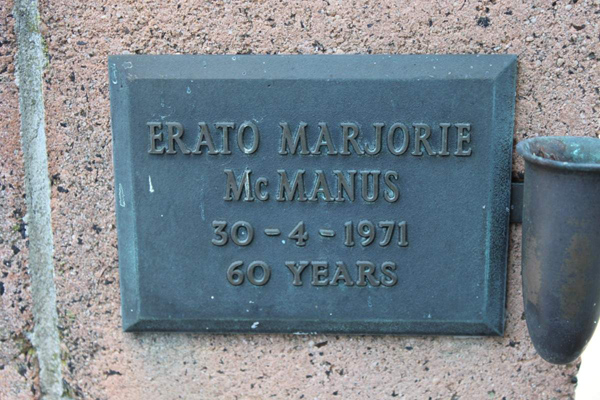 ERATO MARJORIE
McMANUS
30-4-1971
60 YEARS